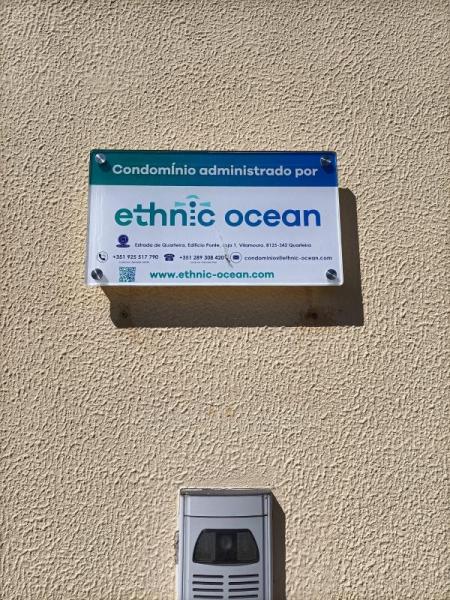 Condomínio administrado por
ethnic ocean
Estrada de Quarteira, Edifício Ponte, Loja 1, Vilamoura, 8125-342 Quarteira
+351 925 517 790 +351 289 308 420 condominios@ethnic-ocean.com
www.ethnic-ocean.com